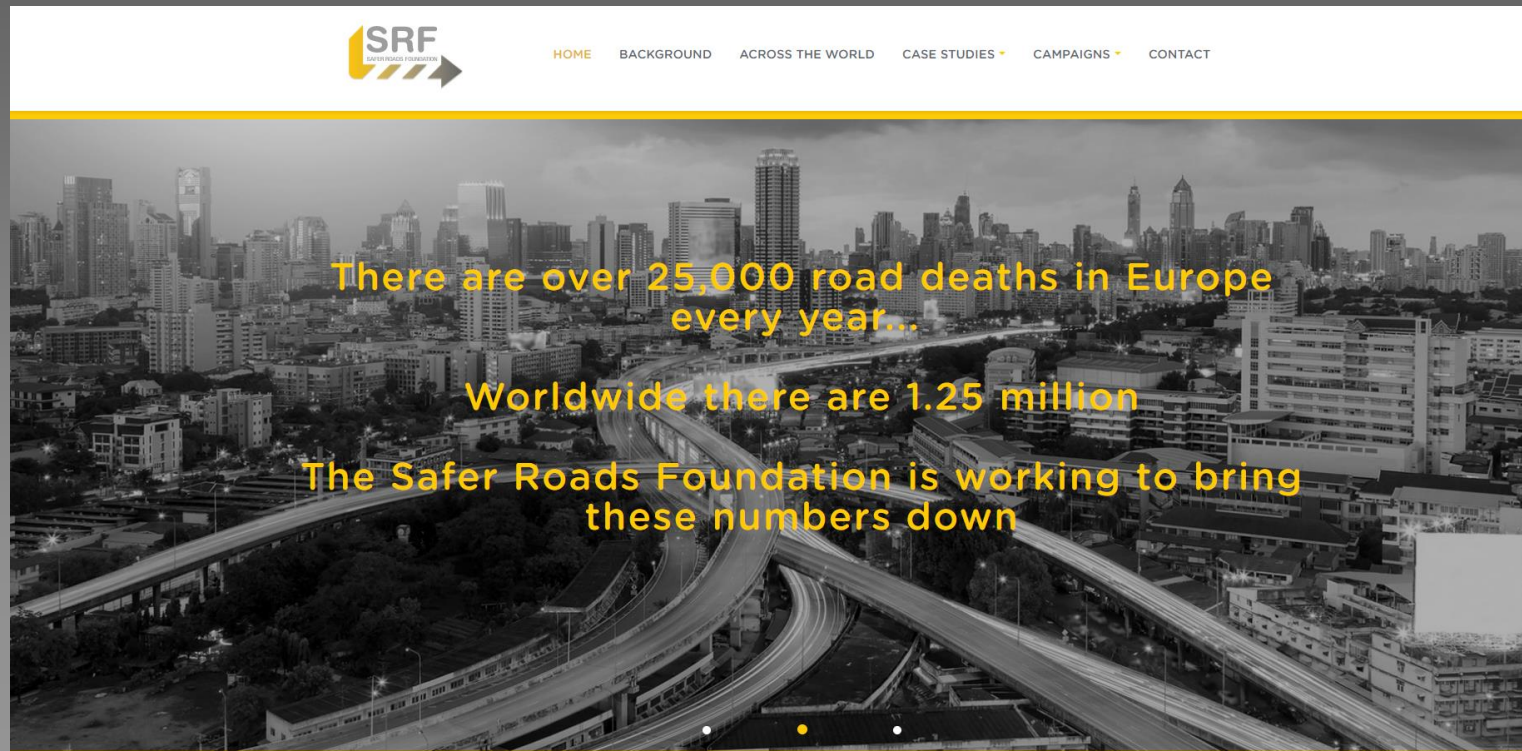 SRF
SAFER ROADS FOUNDATION
HOME
BACKGROUND
ACROSS THE WORLD
CASE STUDIES
CAMPAIGNS
CONTACT
There are over 25,000 road deaths in Europe
every year...
Worldwide there are 1.25 million
The Safer Roads Foundation is working to bring
these numbers down